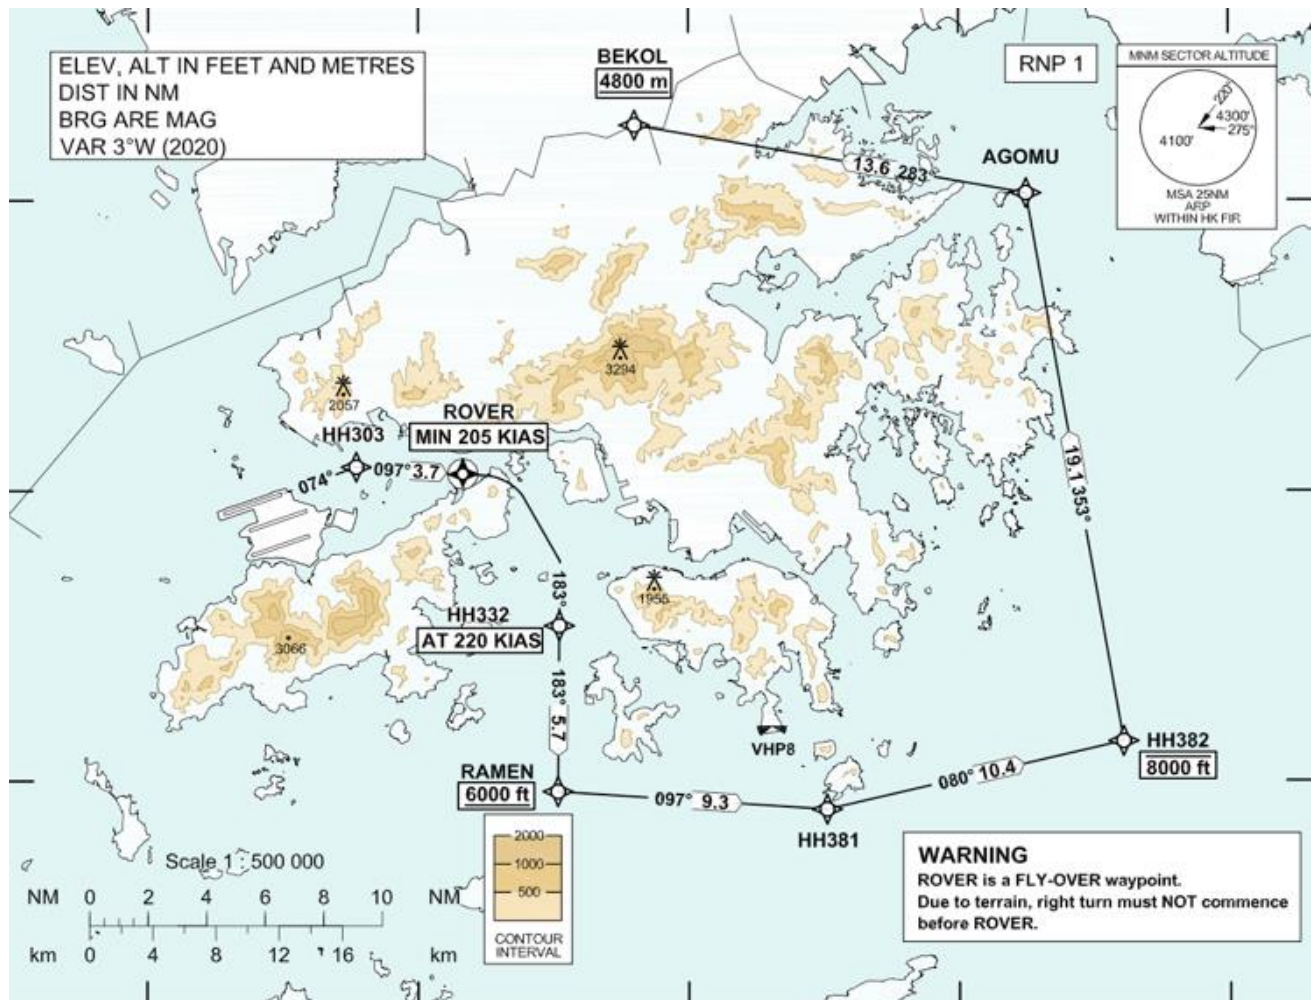 ELEV, ALT IN FEET AND METRES
DIST IN NM
BRG ARE MAG
VAR 3°W (2020)
BEKOL
4800 m
RNP 1
MNM SECTOR ALTITUDE
220°
4300'
275°
4100'
MSA 25NM
ARP
WITHIN HK FIR
AGOMU
13.6 283
3294
2057
ROVER
MIN 205 KIAS
HH303
074°
097° 3.7
19.1 353°
183°
1955
HH332
AT 220 KIAS
3066
183° 5.7
VHP8
HH382
8000 ft
RAMEN
6000 ft
097° 9.3
080° 10.4
HH381
2000
1000
500
CONTOUR
INTERVAL
WARNING
ROVER is a FLY-OVER waypoint.
Due to terrain, right turn must NOT commence
before ROVER.
Scale 1 : 500 000
NM 0 2 4 6 8 10 NM
km 0 4 8 12 16 km